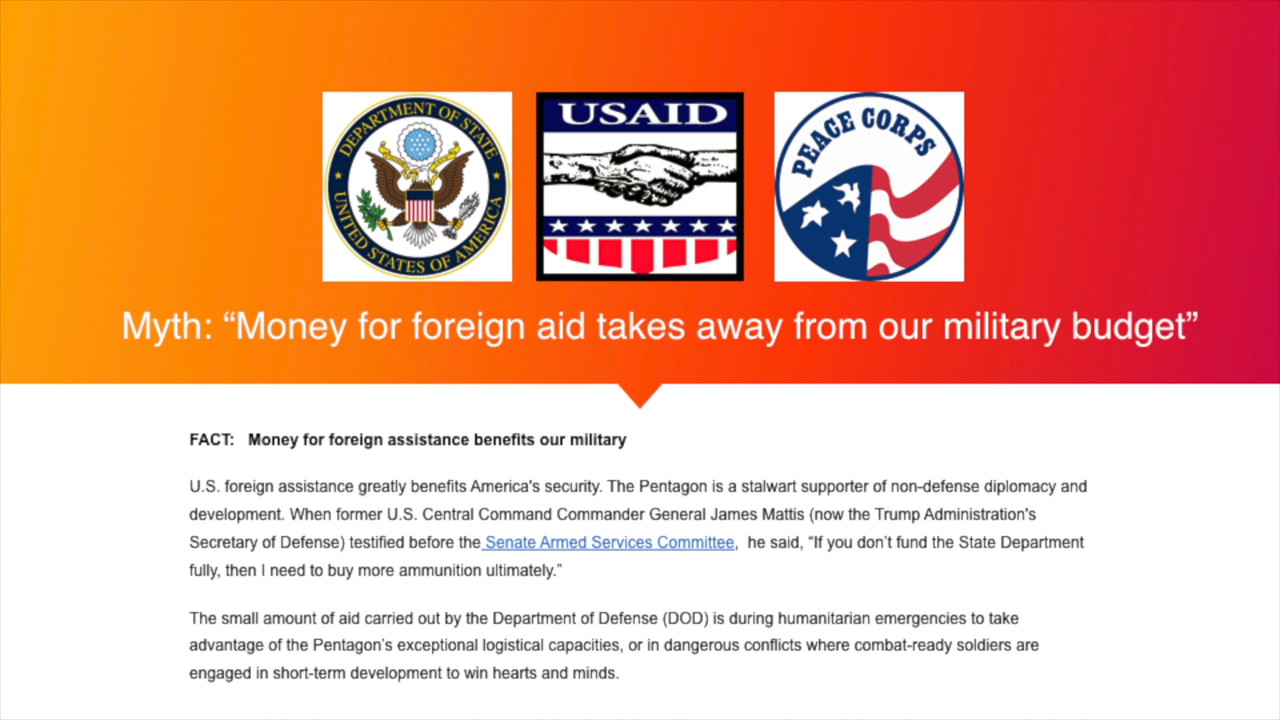 DEPARTMENT OF STATE
UNITED STATES OF AMERICA
USAID
PEACE CORPS
Myth: “Money for foreign aid takes away from our military budget”
FACT: Money for foreign assistance benefits our military
U.S. foreign assistance greatly benefits America's security. The Pentagon is a stalwart supporter of non-defense diplomacy and
development. When former U.S. Central Command Commander General James Mattis (now the Trump Administration's
Secretary of Defense) testified before the Senate Armed Services Committee, he said, “If you don’t fund the State Department
fully, then I need to buy more ammunition ultimately.”
The small amount of aid carried out by the Department of Defense (DOD) is during humanitarian emergencies to take
advantage of the Pentagon’s exceptional logistical capacities, or in dangerous conflicts where combat-ready soldiers are
engaged in short-term development to win hearts and minds.